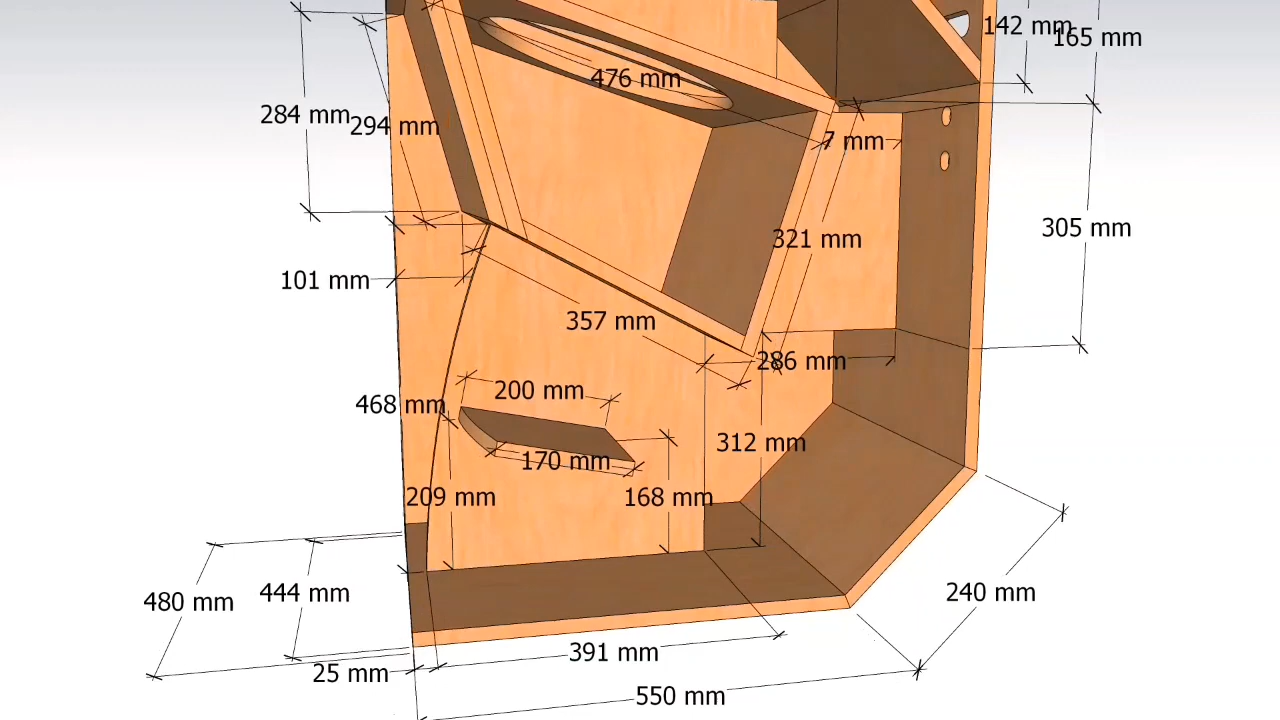 142 mm
165 mm
476 mm
284 mm
294 mm
7 mm
305 mm
321 mm
101 mm
357 mm
286 mm
200 mm
468 mm
312 mm
170 mm
209 mm
168 mm
480 mm
444 mm
240 mm
391 mm
25 mm
550 mm